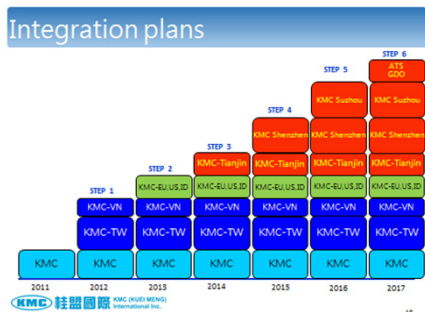 Integration plans
STEP 6
ATS
GDO
STEP 5
KMC Suzhou
KMC Suzhou
STEP 4
KMC Shenzhen
KMC Shenzhen
KMC Shenzhen
STEP 3
KMC-Tianjin
KMC-Tianjin
KMC-Tianjin
KMC-Tianjin
STEP 2
KMC-EU,US,ID
KMC-EU,US,ID
KMC-EU,US,ID
KMC-EU,US,ID
KMC-EU,US,ID
STEP 1
KMC-VN
KMC-VN
KMC-VN
KMC-VN
KMC-VN
KMC-VN
KMC-TW
KMC-TW
KMC-TW
KMC-TW
KMC-TW
KMC-TW
KMC
KMC
KMC
KMC
KMC
KMC
KMC
2011
2012
2013
2014
2015
2016
2017
KMC 桂盟國際 KMC (KUEI MENG)
International Inc.